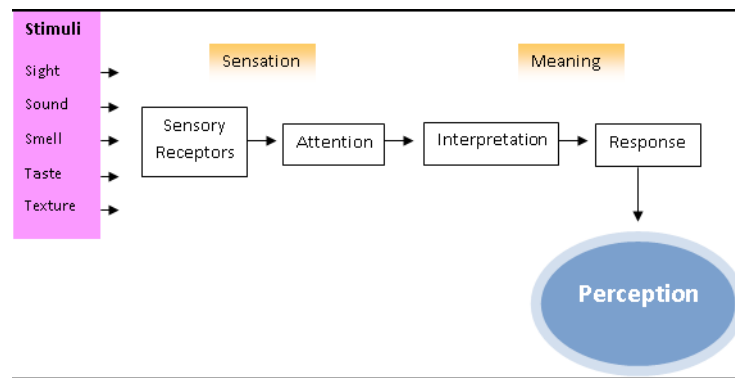 Stimuli
Sensation
Meaning
Sight
Sound
Smell
Taste
Texture
Sensory
Receptors
Attention
Interpretation
Response
Perception